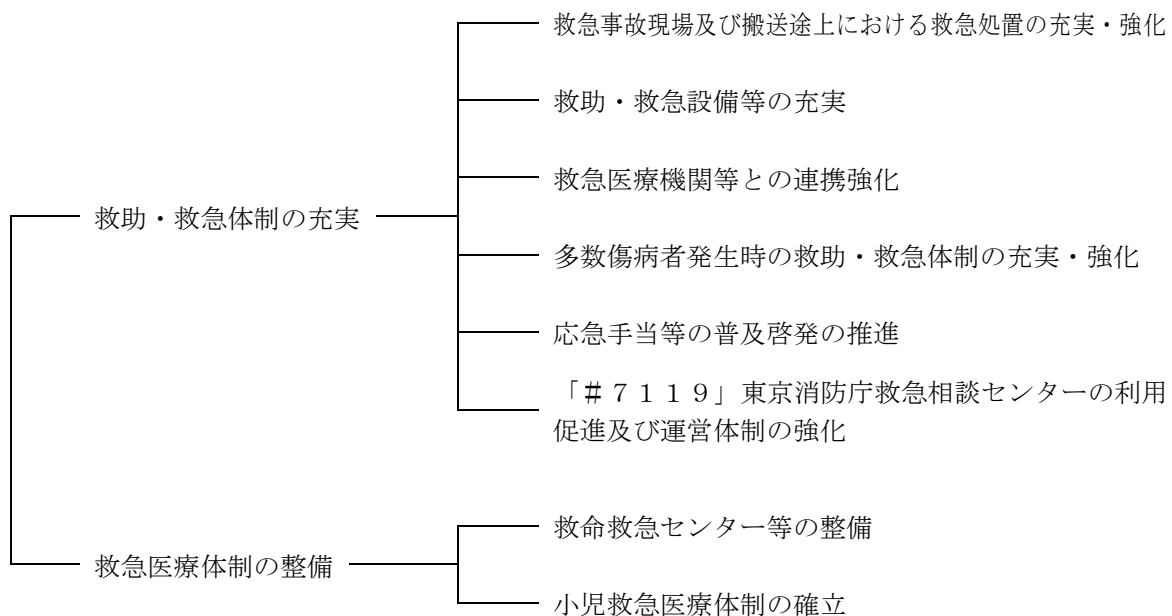 救急事故現場及び搬送途上における救急処置の充実・強化
救助・救急設備等の充実
救急医療機関等との連携強化
救助・救急体制の充実
多数傷病者発生時の救助・救急体制の充実・強化
応急手当等の普及啓発の推進
「＃７１１９」東京消防庁救急相談センターの利用
促進及び運営体制の強化
救命救急センター等の整備
救急医療体制の整備
小児救急医療体制の確立